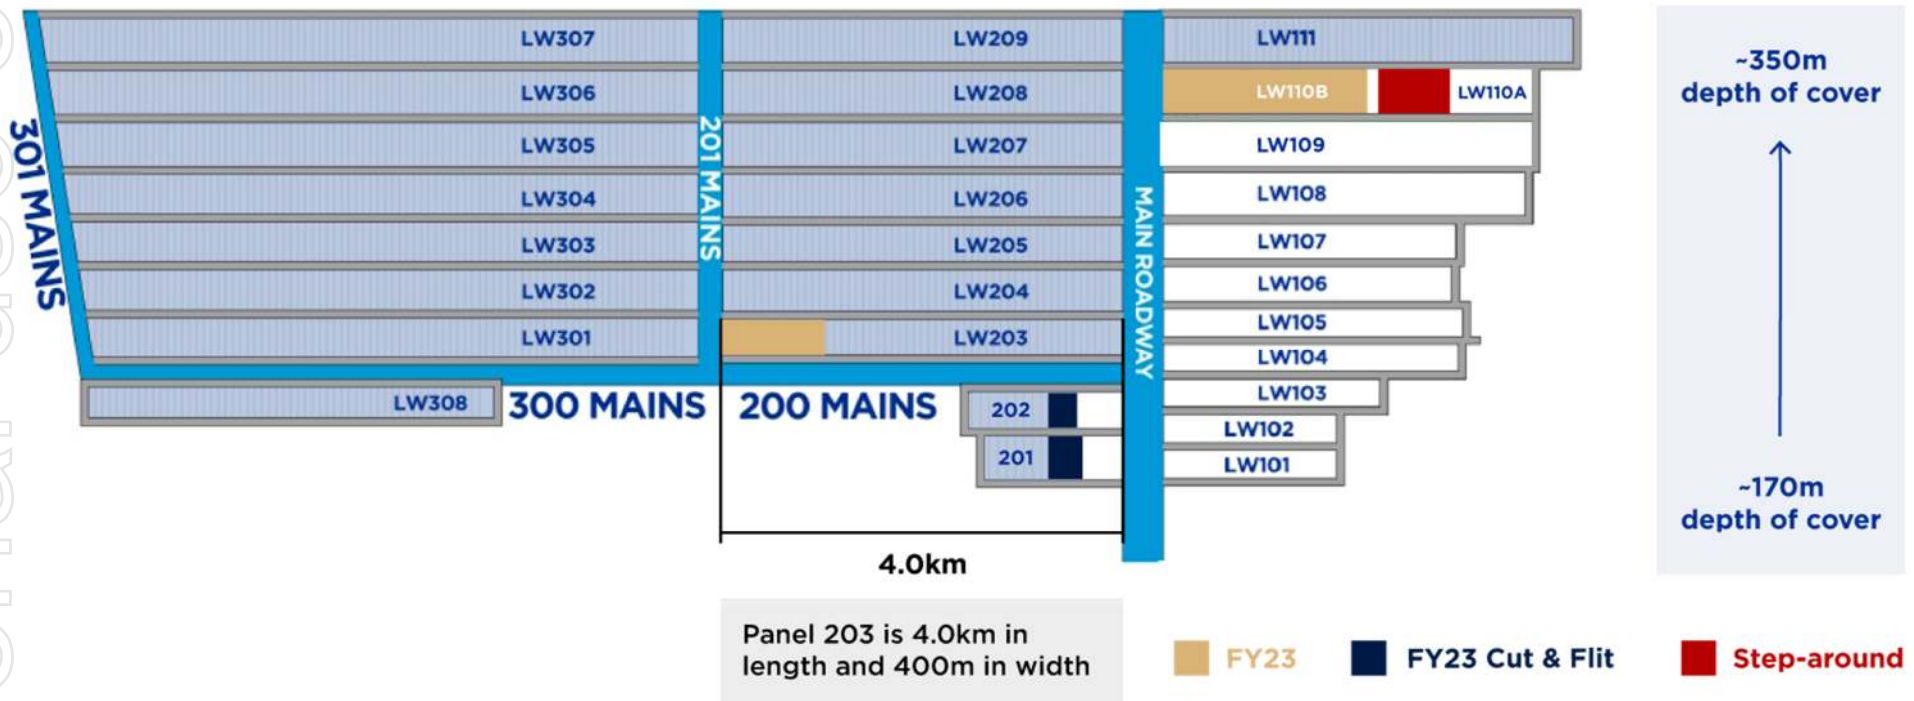 LW307
LW209
LW111
LW306
LW208
LW110B
LW110A
LW305
LW207
LW109
LW304
LW206
LW108
LW303
LW205
LW107
LW302
LW204
LW106
LW301
LW203
LW105
LW104
LW308
202
LW103
201
LW102
LW101
301 MAINS
201 MAINS
MAIN ROADWAY
300 MAINS
200 MAINS
4.0km
~350m
depth of cover
~170m
depth of cover
Panel 203 is 4.0km in
length and 400m in width
FY23
FY23 Cut & Flit
Step-around